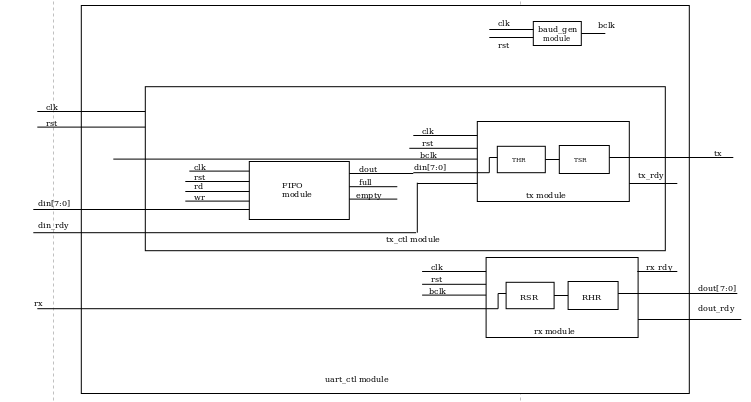 clk
bclk
baud_gen
module
rst
clk
rst
clk
rst
bclk
tx
THR
TSR
clk
dout
din[7:0]
rst
full
tx_rdy
rd
FIFO
module
wr
empty
tx module
din[7:0]
din_rdy
tx_ctl module
clk
rx rdy
rst
bclk
dout[7:0]
rx
RSR
RHR
dout_rdy
rx module
uart_ctl module